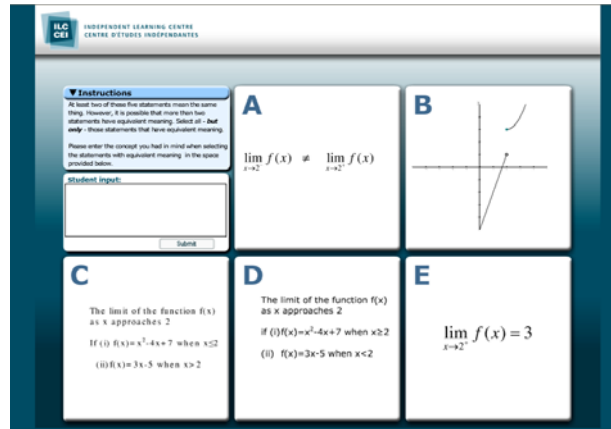 ILC
CEI
INDEPENDENT LEARNING CENTRE
CENTRE D'ÉTUDES INDÉPENDANTES
▼Instructions
At least two of these five statements mean the same
thing. However, it is possible that more then two
statements have equivalent meaning. Select all - but
only - those statements that have equivalent meaning.
Please enter the concept you had in mind when selecting
the statements with equivalent meaning in the space
provided below.
Student input:
Submit
A
lim f(x) ≠ lim f(x)
x→2⁻ x→2⁺
B
C
The limit of the function f(x)
as x approaches 2
If (i) f(x)=x²-4x+7 when x≤2
(ii)f(x)=3x-5 when x>2
D
The limit of the function f(x)
as x approaches 2
if (i)f(x)=x²-4x+7 when x≥2
(ii) f(x)=3x-5 when x<2
E
lim f(x) = 3
x→2⁺